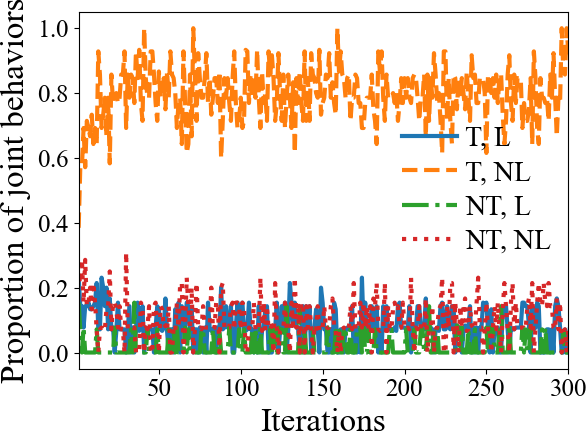 Proportion of joint behaviors
1.0
0.8
0.6
0.4
0.2
0.0
T, L
T, NL
NT, L
NT, NL
50
100
150
200
250
300
Iterations